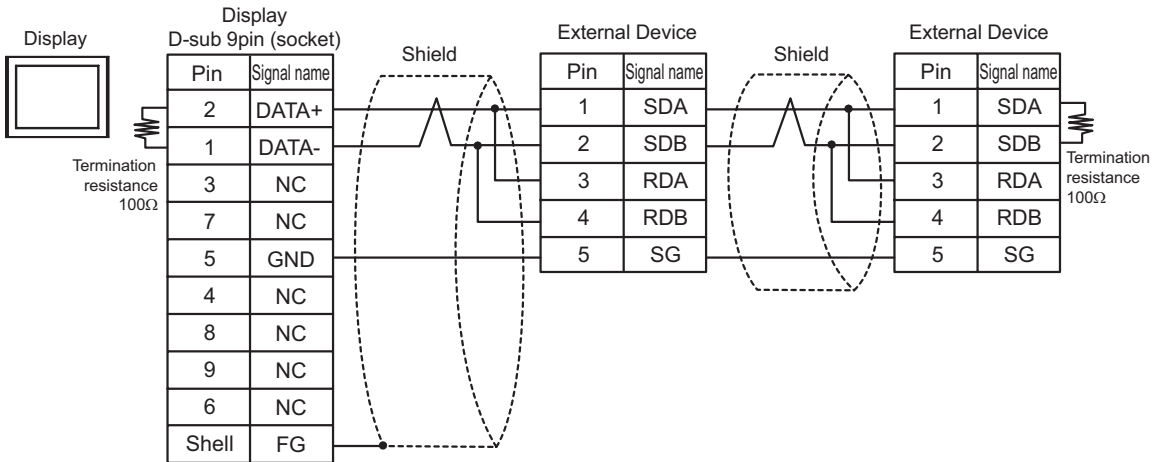 Display
Display
D-sub 9pin (socket)
Pin Signal name
2 DATA+
1 DATA-
3 NC
7 NC
5 GND
4 NC
8 NC
9 NC
6 NC
Shell FG
Termination
resistance
100Ω
Shield
External Device
Pin Signal name
1 SDA
2 SDB
3 RDA
4 RDB
5 SG
Shield
External Device
Pin Signal name
1 SDA
2 SDB
3 RDA
4 RDB
5 SG
Termination
resistance
100Ω